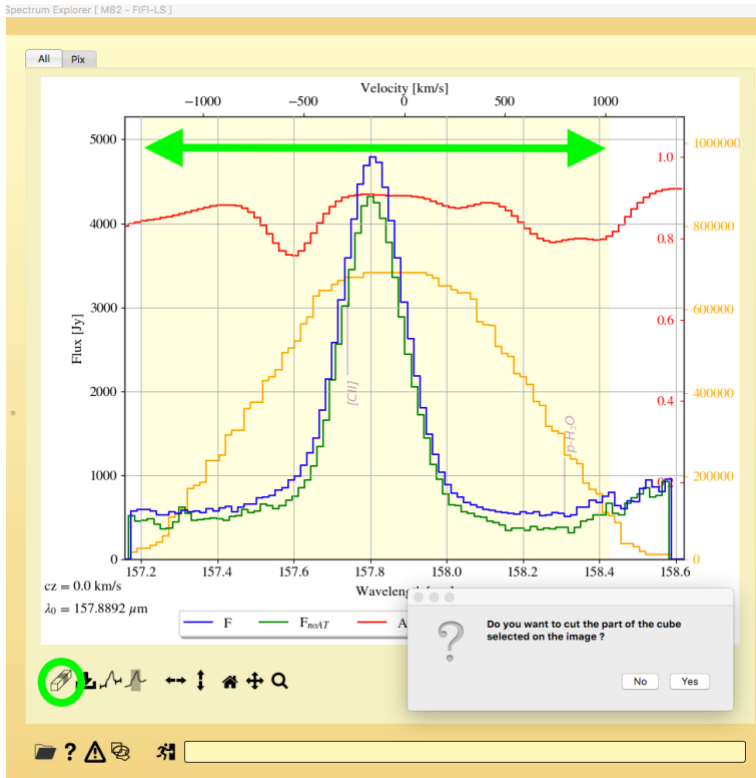 Spectrum Explorer [ M82 - FIFI-LS ]
All Pix
Velocity [km/s]
−1000 −500 0 500 1000
5000
4000
3000
2000
1000
0
Flux [Jy]
1.0
0.8
0.6
0.4
1000000
800000
600000
400000
200000
0
[CII]
p-H₂O
157.2 157.4 157.6 157.8 158.0 158.2 158.4 158.6
cz = 0.0 km/s
λ₀ = 157.8892 μm
F F_noAT A
Do you want to cut the part of the cube
selected on the image ?
No Yes